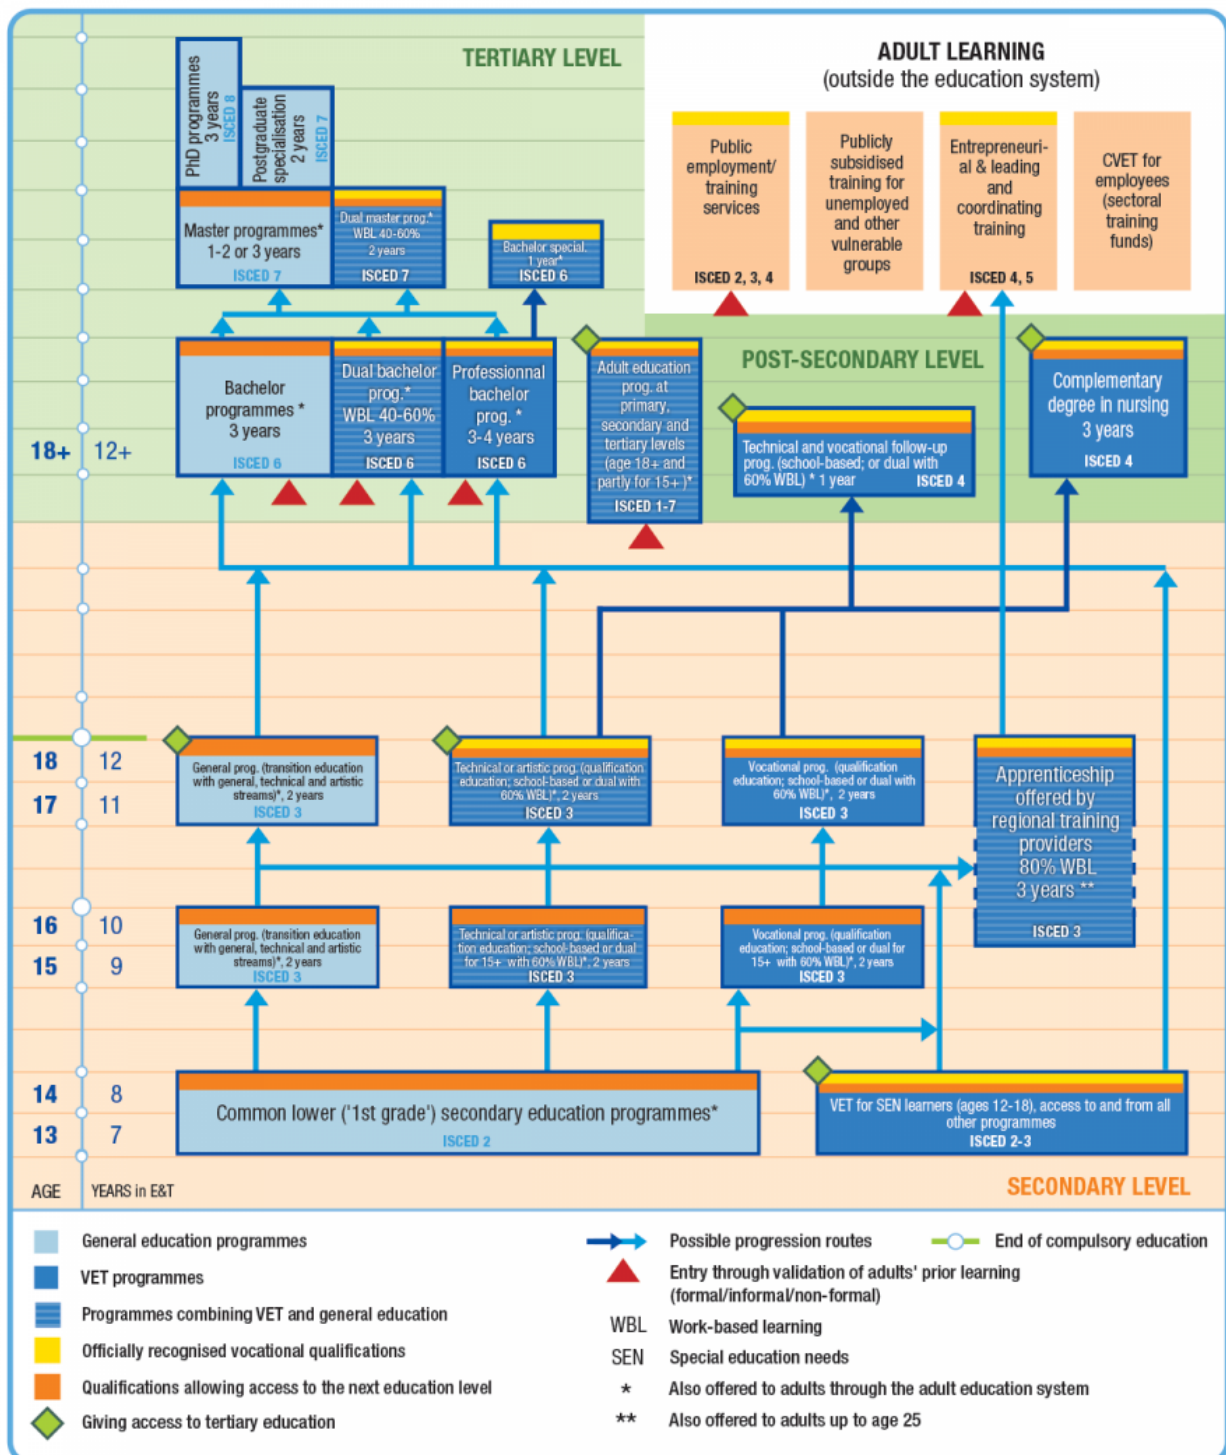 TERTIARY LEVEL
ADULT LEARNING
(outside the education system)
PhD programmes
3 years
ISCED 8
Postgraduate
specialisation
2 years
ISCED 7
Public
employment/
training
services
ISCED 2, 3, 4
Publicly
subsidised
training for
unemployed
and other
vulnerable
groups
Entrepreneuri-
al & leading
and
coordinating
training
ISCED 4, 5
CVET for
employees
(sectoral
training
funds)
Master programmes*
1-2 or 3 years
ISCED 7
Dual master prog.*
WBL 40-60%
2 years
ISCED 7
Bachelor special.
1 year*
ISCED 6
POST-SECONDARY LEVEL
Bachelor
programmes *
3 years
ISCED 6
Dual bachelor
prog.*
WBL 40-60%
3 years
ISCED 6
Professionnal
bachelor
prog. *
3-4 years
ISCED 6
Adult education
prog. at
primary,
secondary and
tertiary levels
(age 18+ and
partly for 15+ )*
ISCED 1-7
Technical and vocational follow-up
prog. (school-based; or dual with
60% WBL) * 1 year ISCED 4
Complementary
degree in nursing
3 years
ISCED 4
18+ 12+
18 12
17 11
General prog. (transition education
with general, technical and artistic
streams)*, 2 years
ISCED 3
Technical or artistic prog. (qualification
education; school-based or dual with
60% WBL)*, 2 years
ISCED 3
Vocational prog. (qualification
education; school-based or dual with
60% WBL)*, 2 years
ISCED 3
Apprenticeship
offered by
regional training
providers
80% WBL
3 years **
ISCED 3
16 10
15 9
General prog. (transition education
with general, technical and artistic
streams)*, 2 years
ISCED 3
Technical or artistic prog. (qualifica-
tion education; school-based or dual
for 15+ with 60% WBL)*, 2 years
ISCED 3
Vocational prog. (qualification
education; school-based or dual for
15+ with 60% WBL)*, 2 years
ISCED 3
14 8
13 7
Common lower ('1st grade') secondary education programmes*
ISCED 2
VET for SEN learners (ages 12-18), access to and from all
other programmes
ISCED 2-3
AGE YEARS in E&T
SECONDARY LEVEL
General education programmes
VET programmes
Programmes combining VET and general education
Officially recognised vocational qualifications
Qualifications allowing access to the next education level
Giving access to tertiary education
Possible progression routes
End of compulsory education
Entry through validation of adults' prior learning
(formal/informal/non-formal)
WBL Work-based learning
SEN Special education needs
* Also offered to adults through the adult education system
** Also offered to adults up to age 25